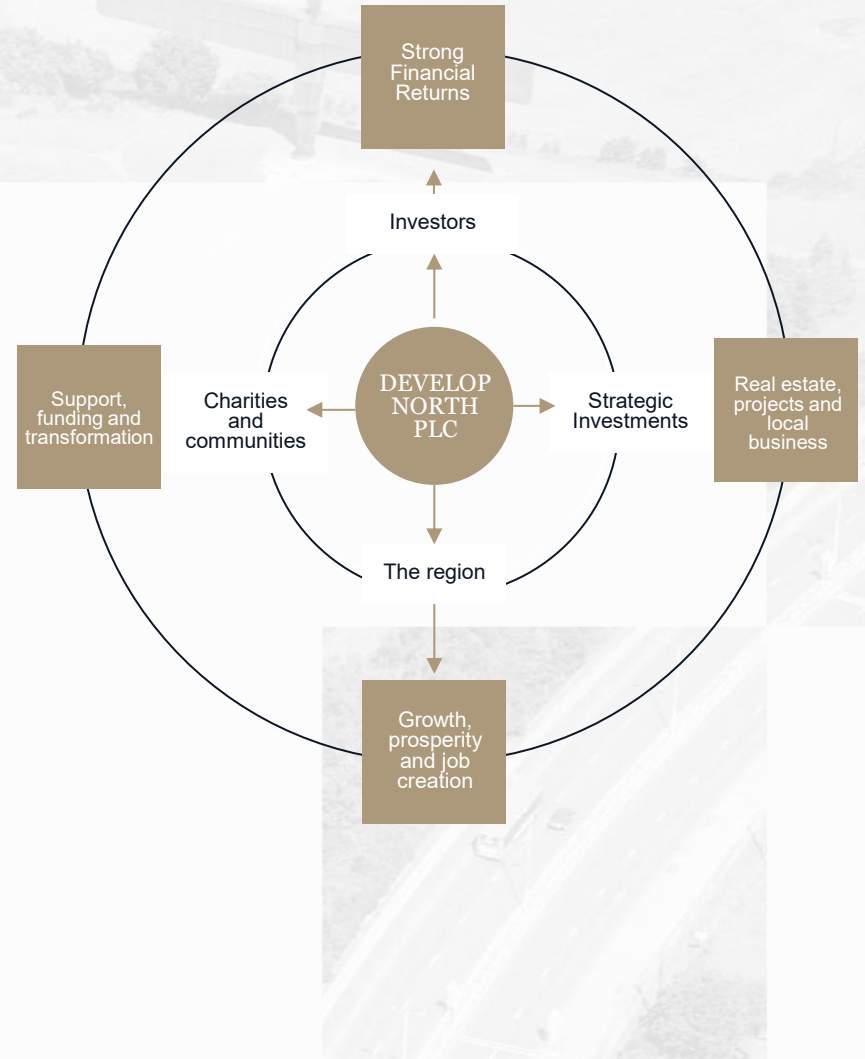 Strong
Financial
Returns
Investors
DEVELOP
NORTH
PLC
Support,
funding and
transformation
Charities
and
communities
Strategic
Investments
Real estate,
projects and
local
business
The region
Growth,
prosperity
and job
creation